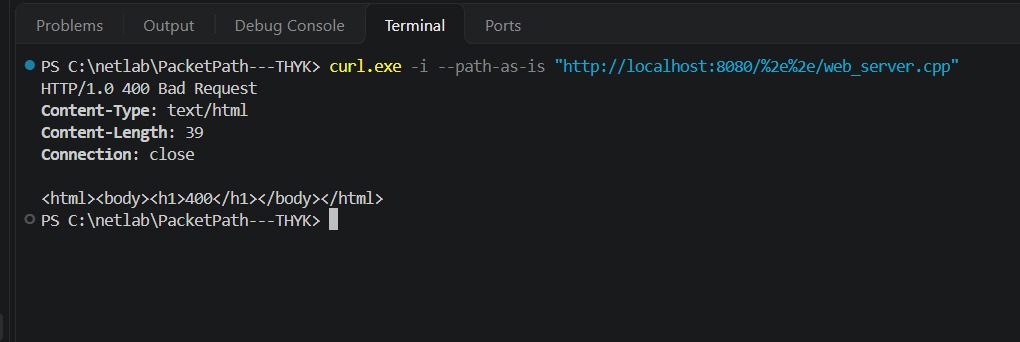 Problems Output Debug Console Terminal Ports
PS C:\netlab\PacketPath---THYK> curl.exe -i --path-as-is "http://localhost:8080/%2e%2e/web_server.cpp"
HTTP/1.0 400 Bad Request
Content-Type: text/html
Content-Length: 39
Connection: close
<html><body><h1>400</h1></body></html>
PS C:\netlab\PacketPath---THYK>